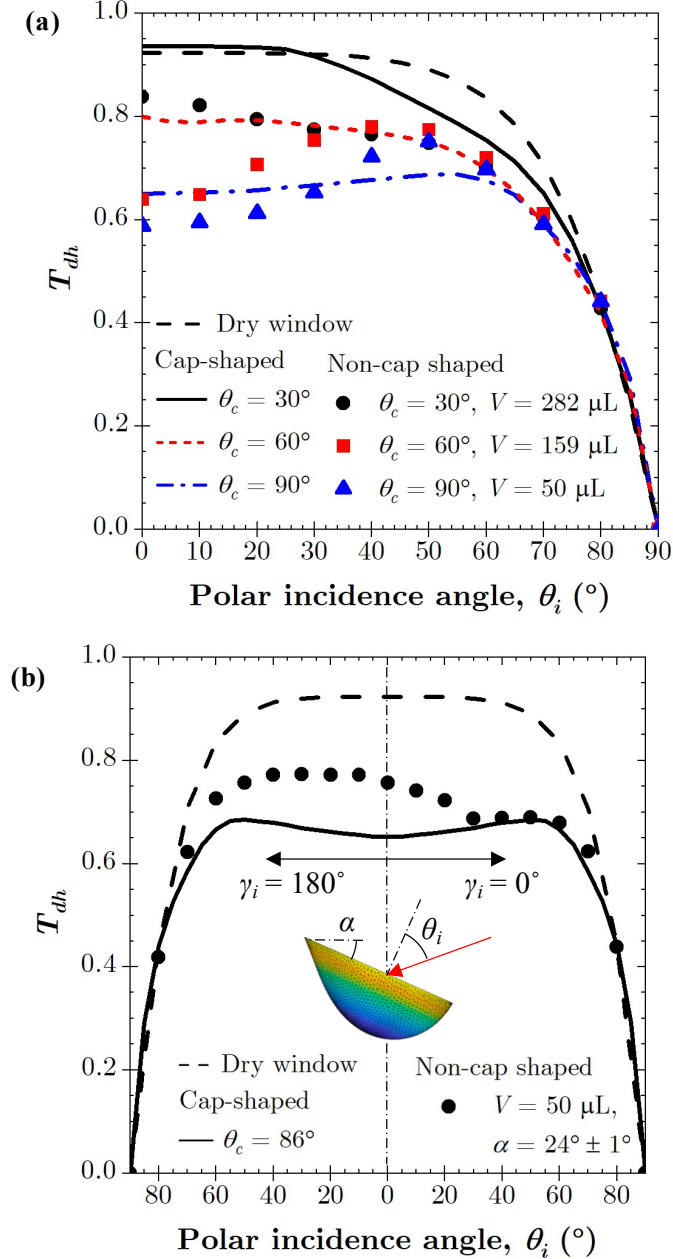 (a)
1.0
0.8
0.6
0.4
0.2
0.0
T_dh
Dry window
Cap-shaped
θ_c = 30°
θ_c = 60°
θ_c = 90°
Non-cap shaped
θ_c = 30°, V = 282 μL
θ_c = 60°, V = 159 μL
θ_c = 90°, V = 50 μL
0 10 20 30 40 50 60 70 80 90
Polar incidence angle, θ_i (°)
(b)
1.0
0.8
0.6
0.4
0.2
0.0
T_dh
γ_i = 180°
γ_i = 0°
α
θ_i
Dry window
Cap-shaped
θ_c = 86°
Non-cap shaped
V = 50 μL,
α = 24° ± 1°
80 60 40 20 0 20 40 60 80
Polar incidence angle, θ_i (°)